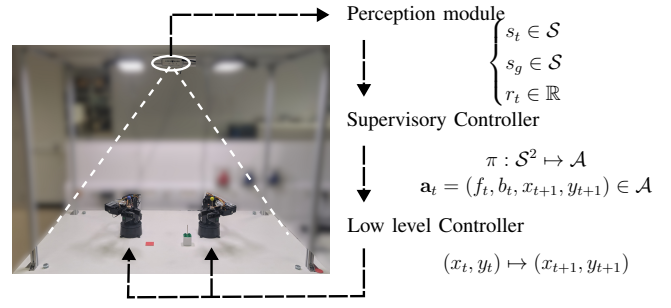 Perception module
s_t ∈ 𝒮
s_g ∈ 𝒮
r_t ∈ ℝ
Supervisory Controller
π : 𝒮² ↦ 𝒜
𝐚_t = (f_t, b_t, x_{t+1}, y_{t+1}) ∈ 𝒜
Low level Controller
(x_t, y_t) ↦ (x_{t+1}, y_{t+1})